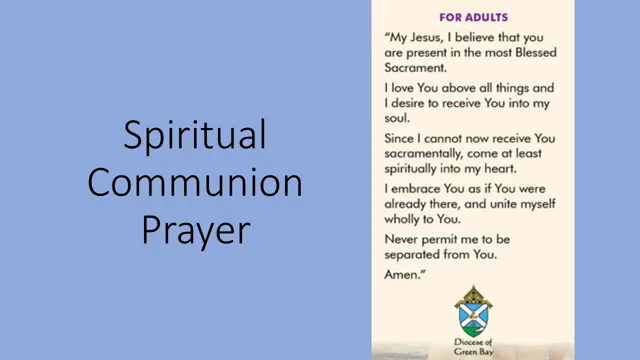 Spiritual
Communion
Prayer
FOR ADULTS
“My Jesus, I believe that you
are present in the most Blessed
Sacrament.
I love You above all things and
I desire to receive You into my
soul.
Since I cannot now receive You
sacramentally, come at least
spiritually into my heart.
I embrace You as if You were
already there, and unite myself
wholly to You.
Never permit me to be
separated from You.
Amen.”
Diocese of
Green Bay